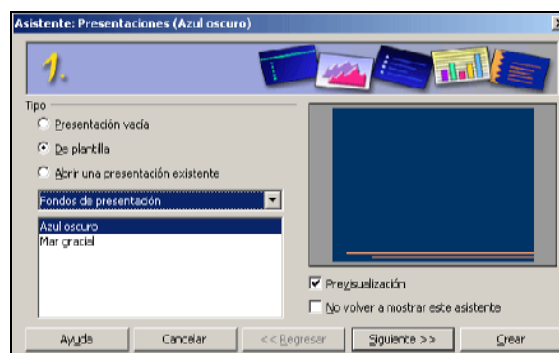 Asistente: Presentaciones (Azul oscuro)
1.
Tipo
Presentación vacía
De plantilla
Abrir una presentación existente
Fondos de presentación
Azul oscuro
Mar gracial
Previsualización
No volver a mostrar este asistente
Ayuda
Cancelar
<< Regresar
Siguiente >>
Crear